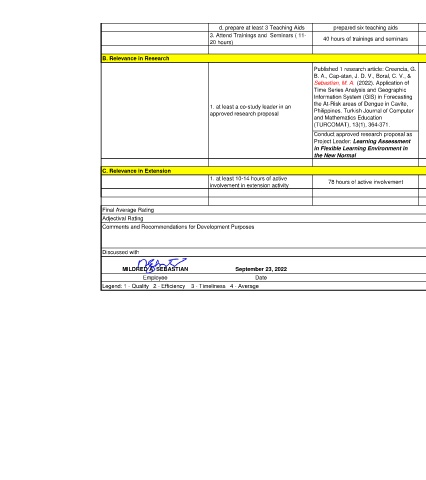 d. prepare at least 3 Teaching Aids
prepared six teaching aids
3. Attend Trainings and Seminars ( 11-
20 hours)
40 hours of trainings and seminars
B. Relevance in Research
1. at least a co-study leader in an
approved research proposal
Published 1 research article: Creencia, G.
B. A., Cap-atan, J. D. V., Boral, C. V., &
Sebastian, M. A. (2022). Application of
Time Series Analysis and Geographic
Information System (GIS) in Forecasting
the At-Risk areas of Dengue in Cavite,
Philippines. Turkish Journal of Computer
and Mathematics Education
(TURCOMAT), 13(1), 364-371.
Conduct approved research proposal as
Project Leader: Learning Assessment
in Flexible Learning Environment in
the New Normal
C. Relevance in Extension
1. at least 10-14 hours of active
involvement in extension activity
78 hours of active involvement
Final Average Rating
Adjectival Rating
Comments and Recommendations for Development Purposes
Discussed with
MILDRED A. SEBASTIAN
September 23, 2022
Employee
Date
Legend: 1 - Quality 2 - Efficiency 3 - Timeliness 4 - Average